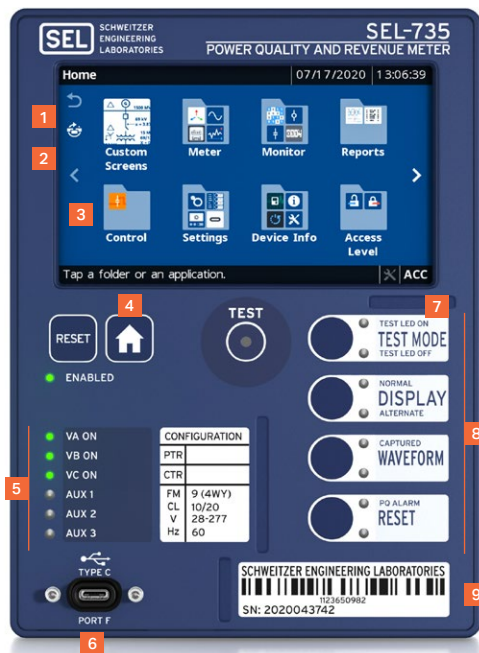 SEL SCHWEITZER
ENGINEERING
LABORATORIES
SEL-735
POWER QUALITY AND REVENUE METER
Home 07/17/2020 13:06:39
1
2
Custom
Screens
Meter
Monitor
Reports
3
Control
Settings
Device Info
Access
Level
Tap a folder or an application. ACC
4
7
RESET
TEST
TEST LED ON
TEST MODE
TEST LED OFF
ENABLED
NORMAL
DISPLAY
ALTERNATE
8
5
VA ON
VB ON
VC ON
AUX 1
AUX 2
AUX 3
CONFIGURATION
PTR
CTR
FM 9 (4WY)
CL 10/20
V 28-277
Hz 60
CAPTURED
WAVEFORM
PQ ALARM
RESET
TYPE C
PORT F
6
SCHWEITZER ENGINEERING LABORATORIES
1123650982
SN: 2020043742
9